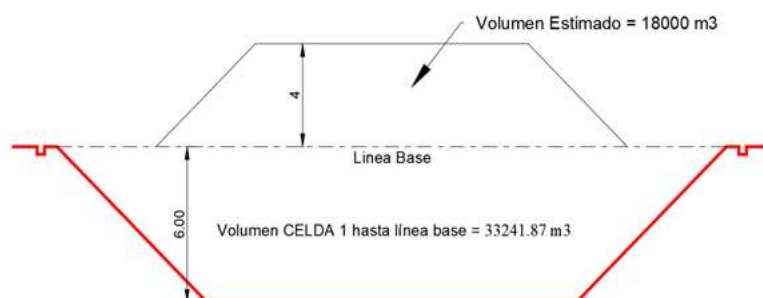 Volumen Estimado = 18000 m3
4
Linea Base
6.00
Volumen CELDA 1 hasta línea base = 33241.87 m3